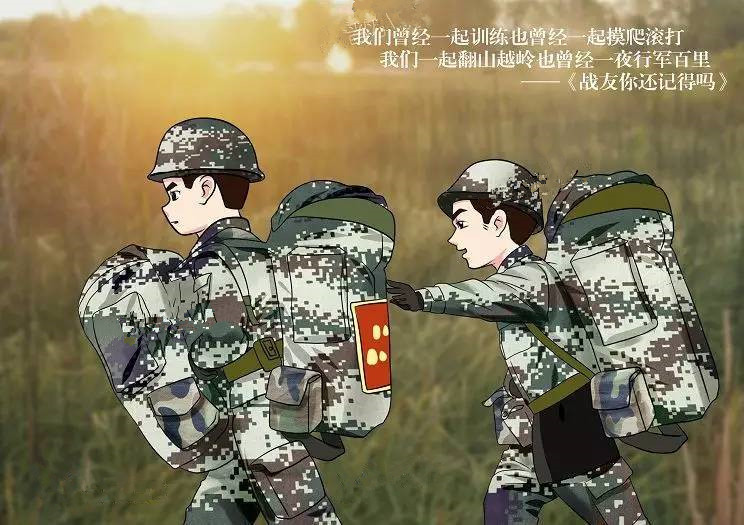 我们曾经一起训练也曾经一起摸爬滚打
我们一起翻山越岭也曾经一夜行军百里
——《战友你还记得吗》